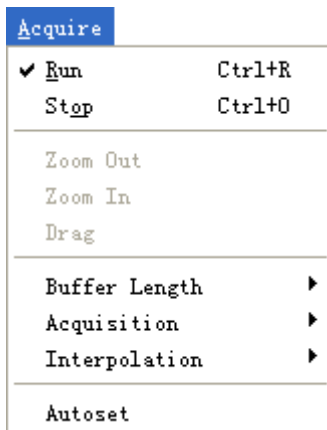 Acquire
Run Ctrl+R
Stop Ctrl+O
Zoom Out
Zoom In
Drag
Buffer Length
Acquisition
Interpolation
Autoset